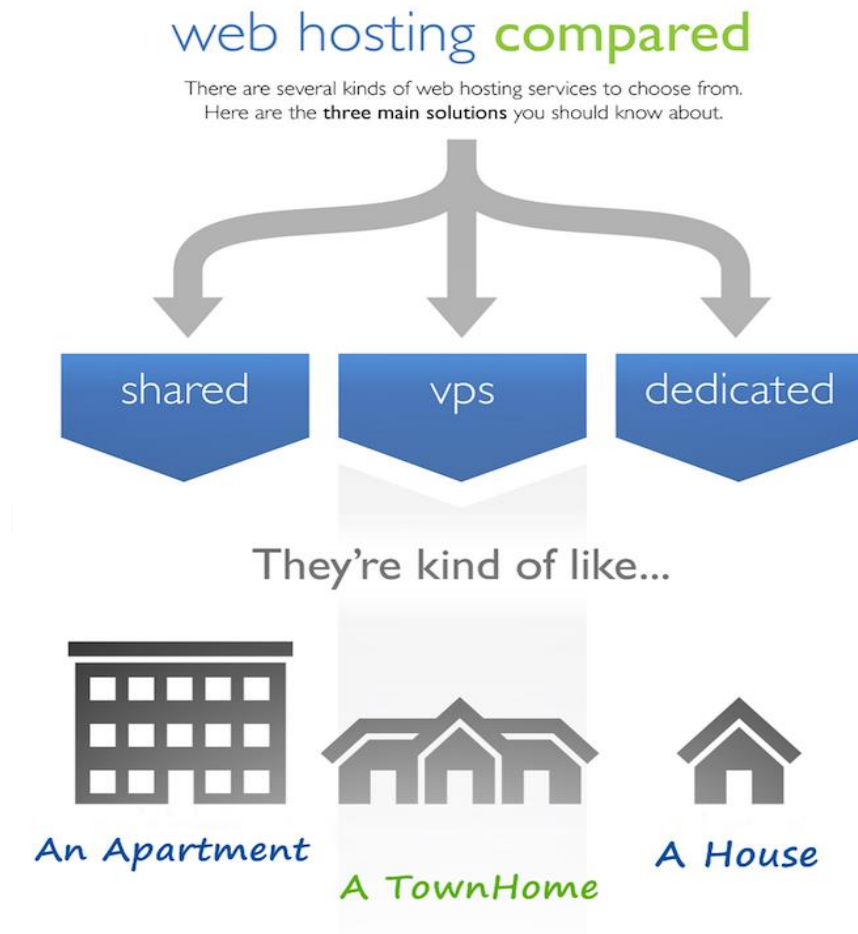 web hosting compared
There are several kinds of web hosting services to choose from.
Here are the three main solutions you should know about.
shared
vps
dedicated
They're kind of like...
An Apartment
A TownHome
A House